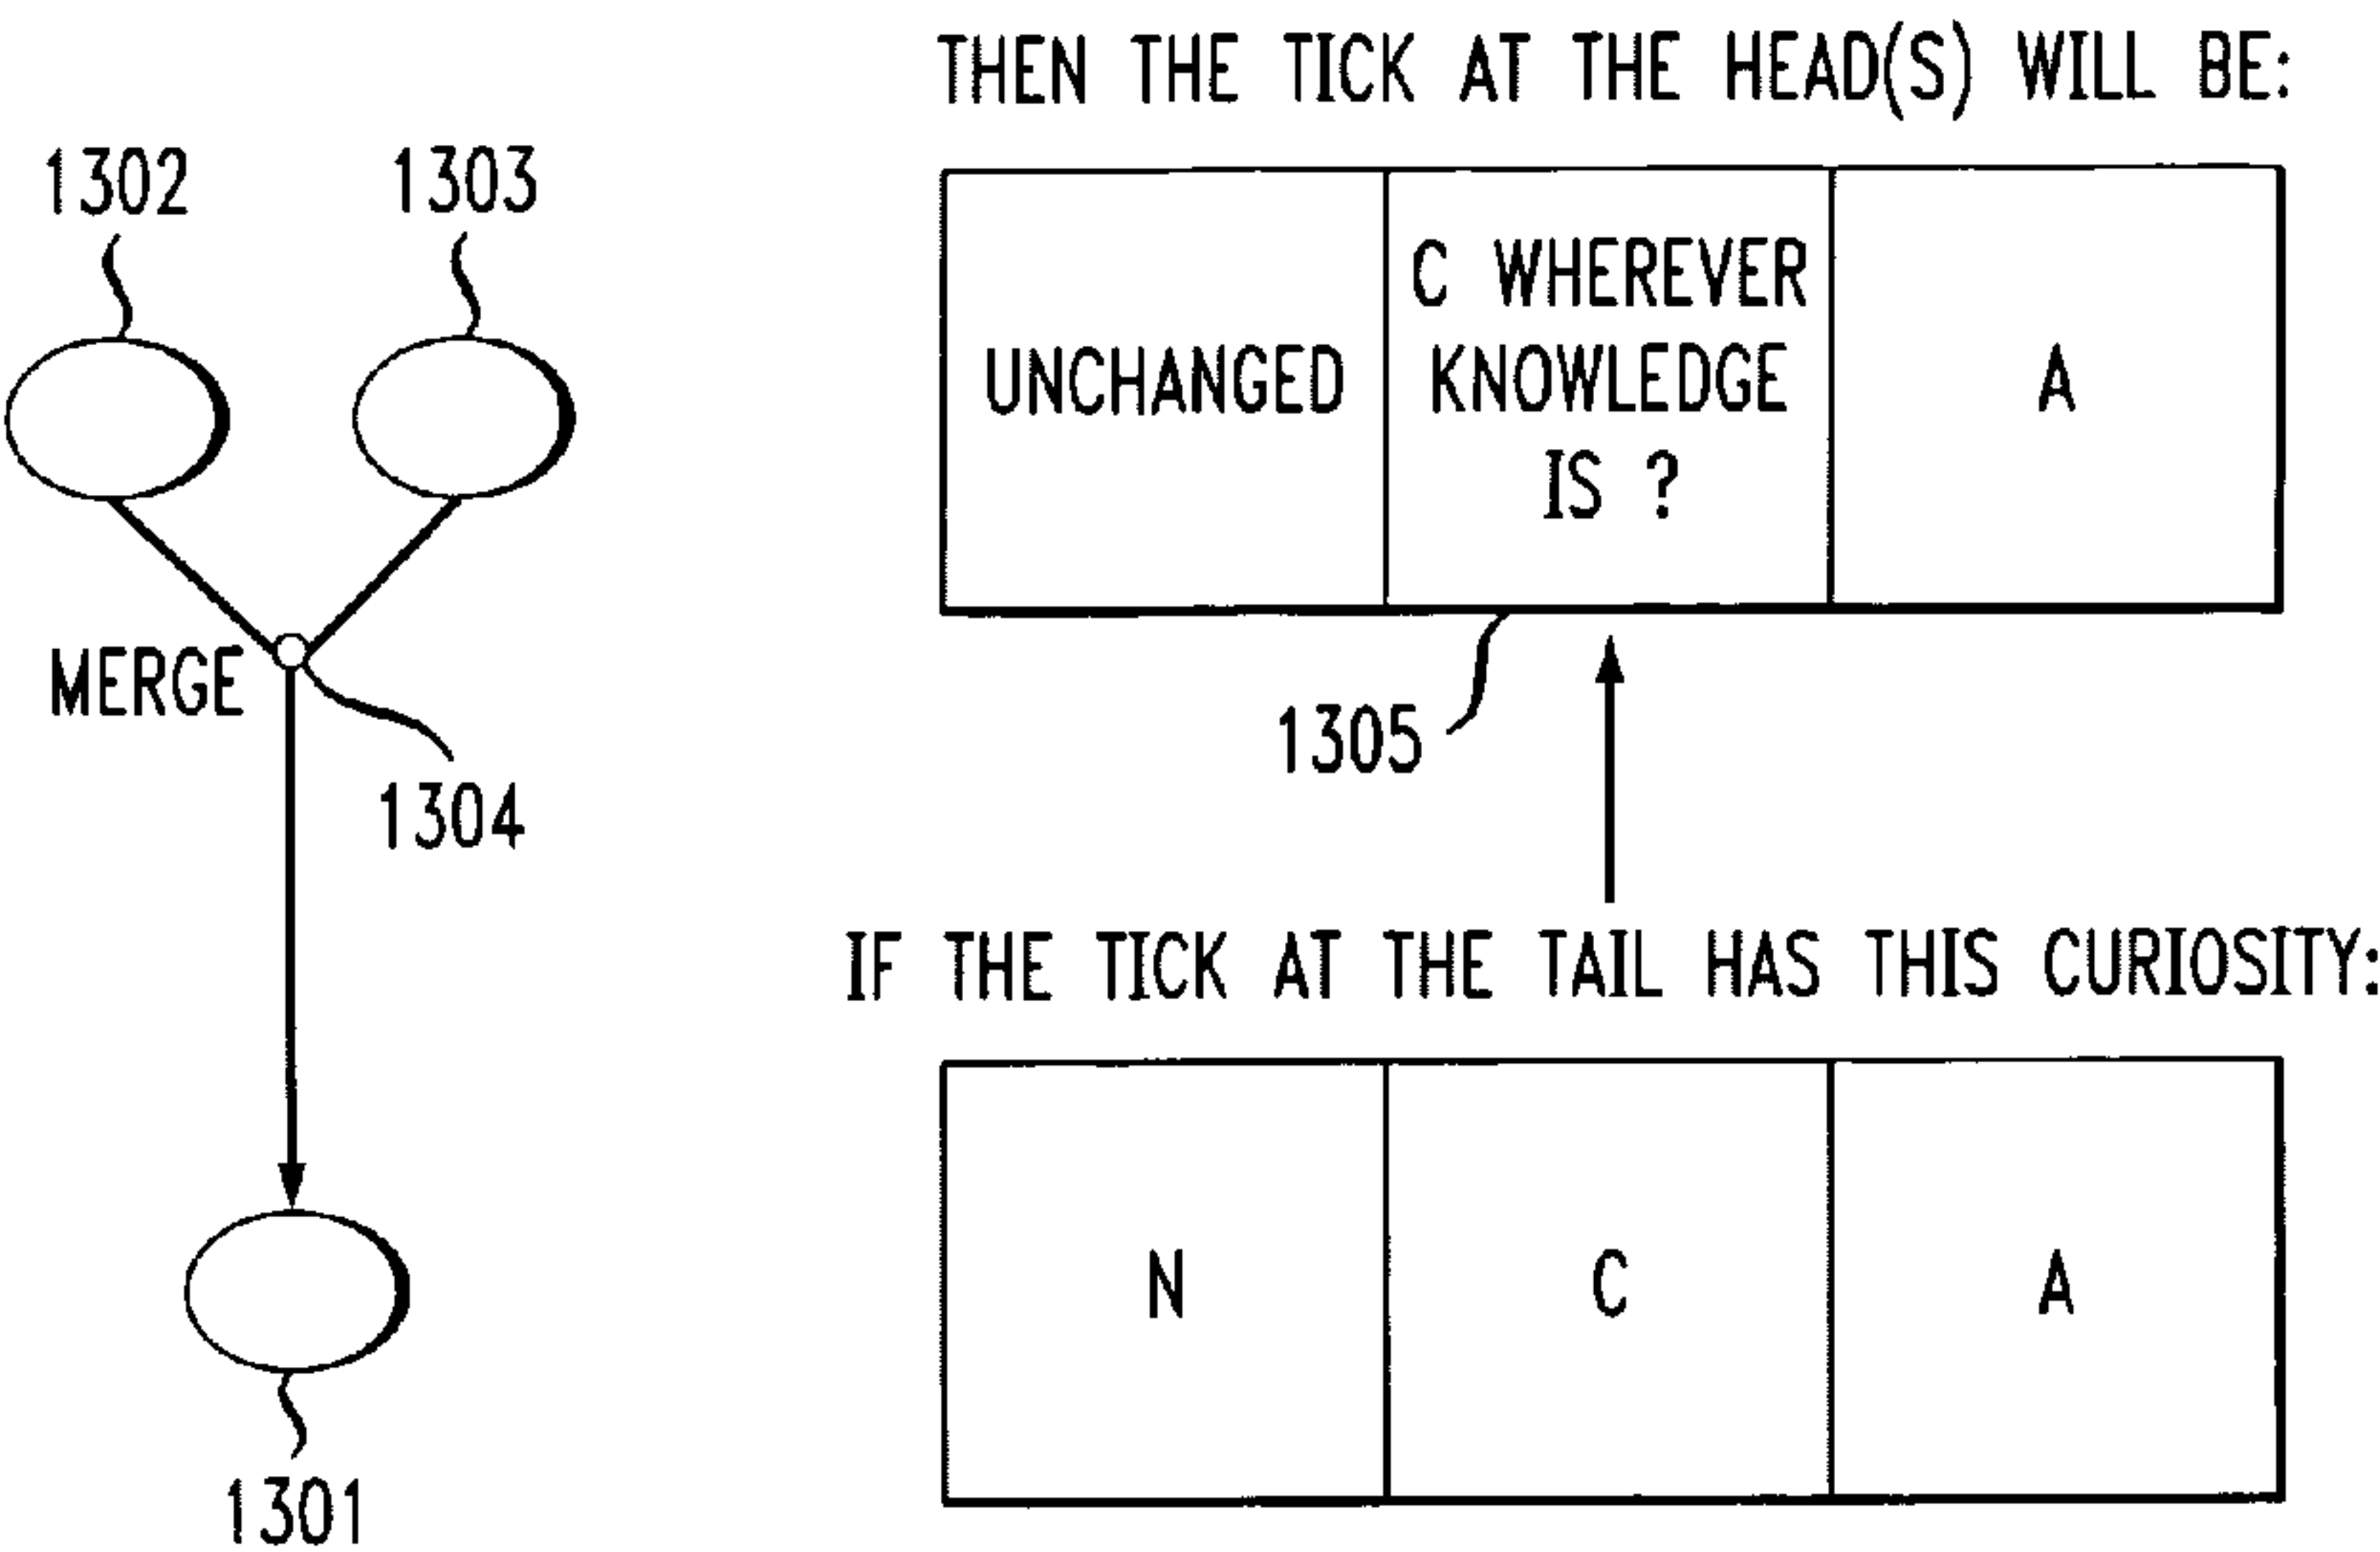 1302 1303
MERGE
1304
1301
THEN THE TICK AT THE HEAD(S) WILL BE:
UNCHANGED
C WHEREVER
KNOWLEDGE
IS ?
A
1305
IF THE TICK AT THE TAIL HAS THIS CURIOSITY:
N C A